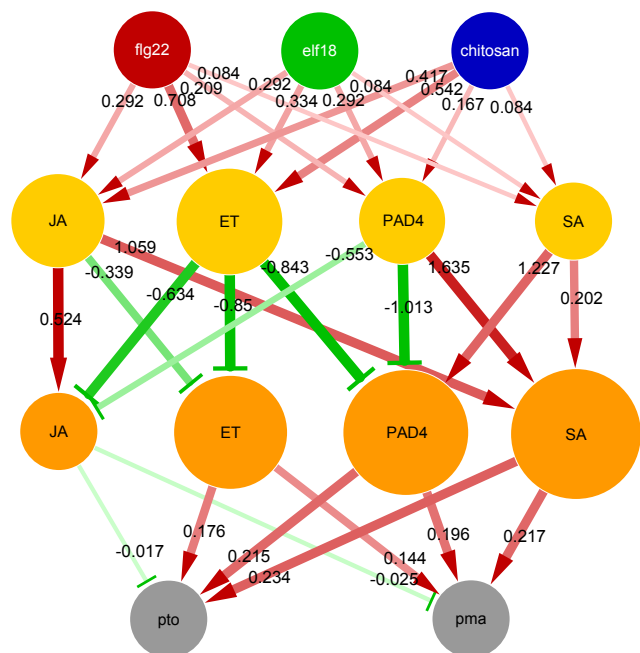 flg22
elf18
chitosan
0.084
0.292
0.417
0.209
0.084
0.542
0.292
0.708
0.334
0.292
0.167
0.084
JA
ET
PAD4
SA
1.059
-0.339
-0.553
-0.843
1.635
1.227
-0.634
-0.85
-1.013
0.202
0.524
JA
ET
PAD4
SA
0.176
0.196
0.217
-0.017
0.215
0.144
0.234
-0.025
pto
pma